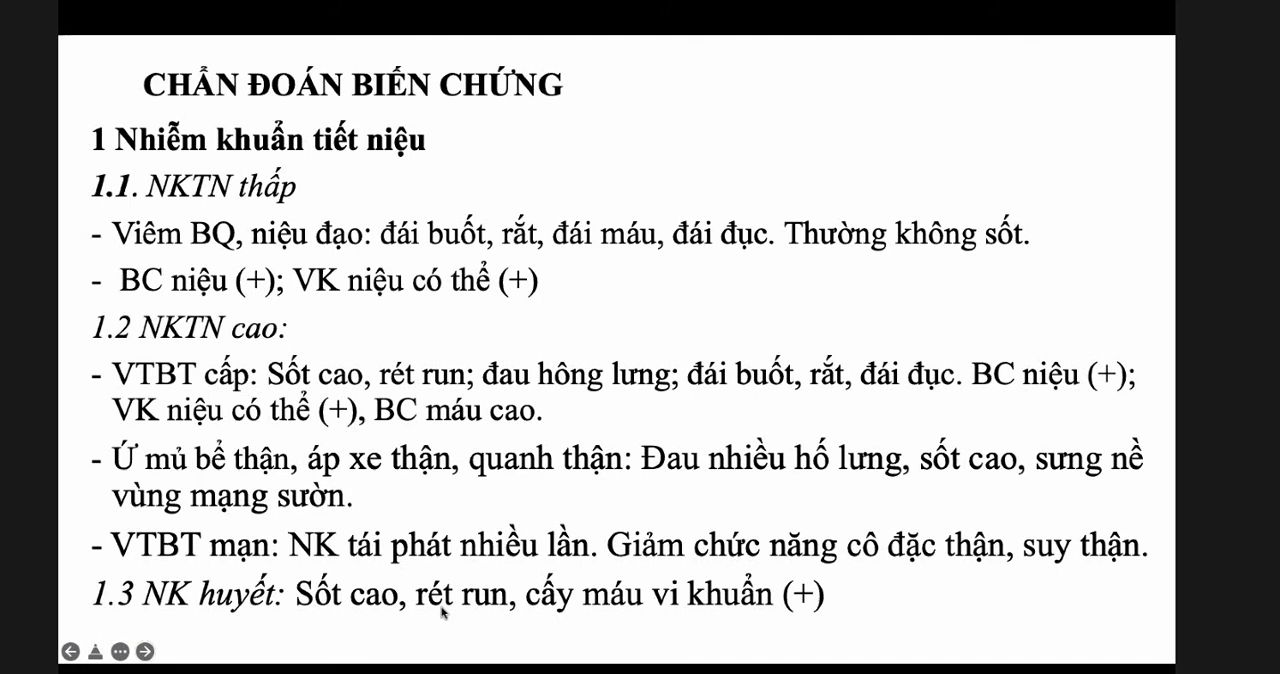 CHẨN ĐOÁN BIẾN CHỨNG
1 Nhiễm khuẩn tiết niệu
1.1. NKTN thấp
- Viêm BQ, niệu đạo: đái buốt, rắt, đái máu, đái đục. Thường không sốt.
- BC niệu (+); VK niệu có thể (+)
1.2 NKTN cao:
- VTBT cấp: Sốt cao, rét run; đau hông lưng; đái buốt, rắt, đái đục. BC niệu (+);
VK niệu có thể (+), BC máu cao.
- Ứ mủ bể thận, áp xe thận, quanh thận: Đau nhiều hố lưng, sốt cao, sưng nề
vùng mạng sườn.
- VTBT mạn: NK tái phát nhiều lần. Giảm chức năng cô đặc thận, suy thận.
1.3 NK huyết: Sốt cao, rét run, cấy máu vi khuẩn (+)